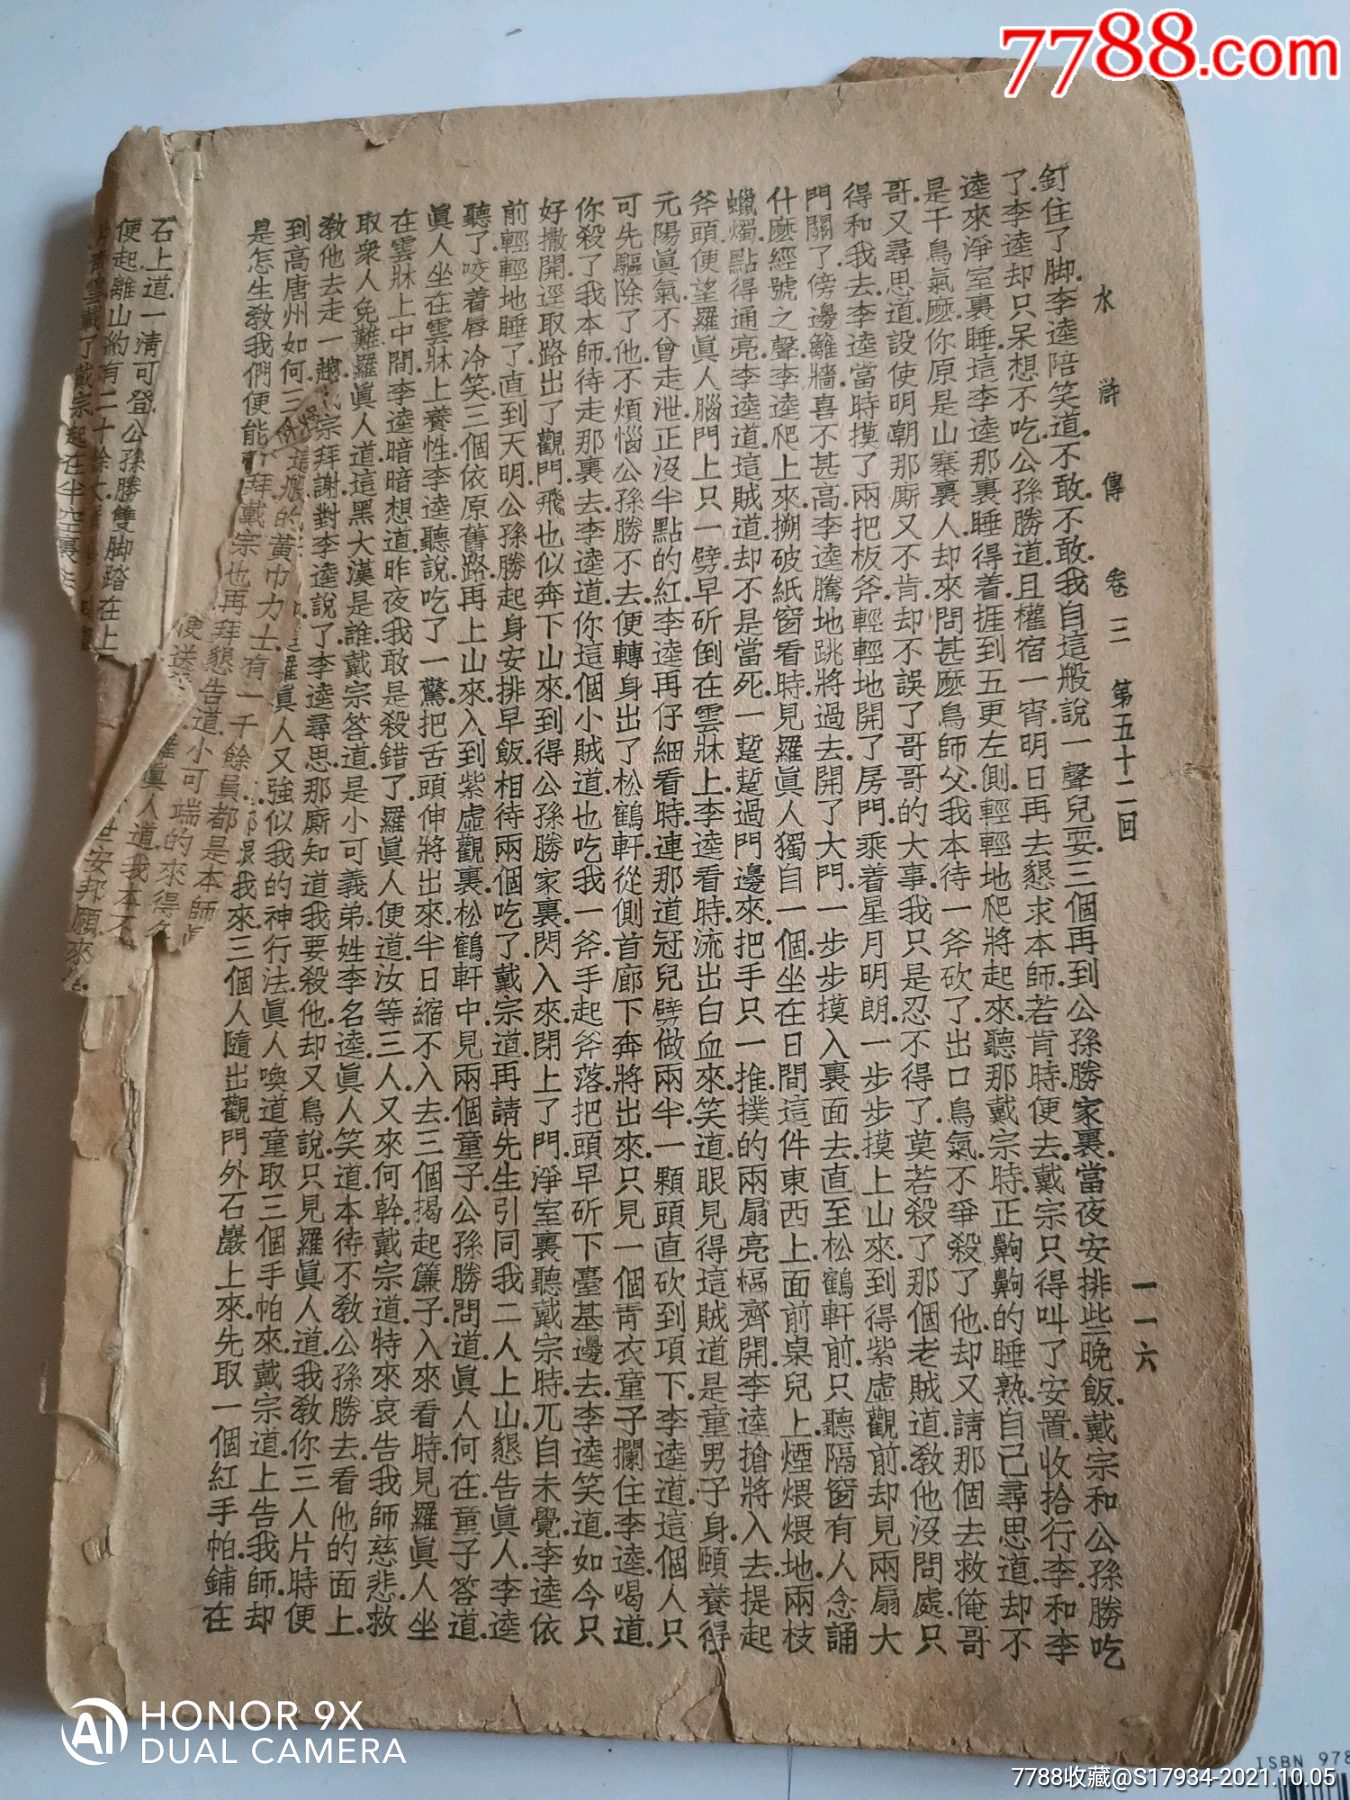 水滸傳 卷三 第五十二回 一一六
釘住了脚.李逵陪笑道.不敢.不敢.我自這般說一聲兒耍.三個再到公孫勝家裏.當夜安排些晚飯.戴宗和公孫勝吃
了.李逵却只呆想不吃.公孫勝道.且權宿一宵.明日再去懇求本師.若肯時.便去.戴宗只得叫了安置.收拾行李.和李
逵來淨室裏睡.這李逵那裏睡得着.捱到五更左側.輕輕地爬將起來.聽那戴宗時.正齁齁的睡熟.自己尋思道.却不
是干鳥氣麽.你原是山寨裏人.却來問甚麽鳥師父.我本待一斧砍了.出口鳥氣.不爭殺了他.却又請那個去救俺哥
哥.又尋思道.設使明朝那厮又不肯.却不誤了哥哥的大事.我只是忍不得了.莫若殺了那個老賊道.教他沒問處.只
得和我去.李逵當時摸了兩把板斧.輕輕地開了房門.乘着星月明朗.一步步摸上山來.到得紫虛觀前.却見兩扇大
門關了.傍邊籬牆.喜不甚高.李逵騰地跳將過去.開了大門.一步步摸入裏面去.直至松鶴軒前.只聽隔窗有人念誦
什麽經號之聲.李逵爬上來.搠破紙窗看時.見羅眞人獨自一個坐在日間這件東西上.面前桌兒上煙煨煨地.兩枝
蠟燭.點得通亮.李逵道.這賊道.却不是當死.一踅踅過門邊來.把手只一推.撲的兩扇亮槅齊開.李逵搶將入去.提起
斧頭.便望羅眞人腦門上只一劈.早斫倒在雲牀上.李逵看時.流出白血來.笑道.眼見得這賊道是童男子身.頤養得
元陽眞氣.不曾走泄.正沒半點的紅.李逵再仔細看時.連那道冠兒劈做兩半.一顆頭直砍到項下.李逵道.這個人只
可先驅除了他.不煩惱公孫勝不去.便轉身出了松鶴軒.從側首廊下奔將出來.只見一個靑衣童子攔住李逵.喝道.
你殺了我本師.待走那裏去.李逵道.你這個小賊道.也吃我一斧.手起斧落.把頭早斫下臺基邊去.李逵笑道.如今只
好撒開.逕取路出了觀門.飛也似奔下山來.到得公孫勝家裏.閃入來.閉上了門.淨室裏聽戴宗時.兀自未覺.李逵依
前輕輕地睡了.直到天明.公孫勝起身.安排早飯.相待兩個吃了.戴宗道.再請先生引同我二人上山.懇告眞人.李逵
聽了.咬着唇冷笑.三個依原舊路.再上山來.入到紫虛觀裏松鶴軒中.見兩個童子.公孫勝問道.眞人何在.童子答道.
眞人坐在雲牀上養性.李逵聽說.吃了一驚.把舌頭伸將出來.半日縮不入去.三個揭起簾子.入來看時.見羅眞人坐
在雲牀上中間.李逵暗暗想道.昨夜我敢是殺錯了.羅眞人便道.汝等三人.又來何幹.戴宗道.特來哀告我師慈悲.救
取衆人免難.羅眞人道.這黑大漢是誰.戴宗答道.是小可義弟.姓李名逵.眞人笑道.本待不教公孫勝去.看他的面上.
教他去走一趟.宗拜謝.對李逵說了.李逵尋思.那厮知道我要殺他.却又鳥說.只見羅眞人道.我教你三人片時便
到高唐州如何.三 羅眞人又強似我的神行法.眞人喚道童取三個手帕來.戴宗道.上告我師.却
是怎生教我們便能 我來.三個人隨出觀門外石巖上來.先取一個紅手帕.鋪在
的黃巾力士.有一千餘員.都是本師
拜戴宗也再拜懇告道.小可端的來得
眞人道.我本不
安邦.願來
石上道.一淸可登.公孫勝雙脚踏在上
便起.離山約有二十餘丈
7788.com
HONOR 9X
DUAL CAMERA
AI
ISBN 978
7788收藏@S17934-2021.10.05